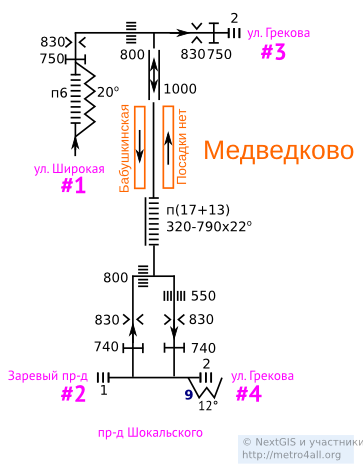 2
ул. Грекова
#3
830
800
830 750
750
п6
20°
1000
Бабушкинская
Посадки нет
Медведково
ул. Широкая
#1
п(17+13)
320-790x22°
800
550
830
830
740
740
Заревый пр-д
#2
1
2
ул. Грекова
#4
9
12°
пр-д Шокальского
© NextGIS и участники
http://metro4all.org